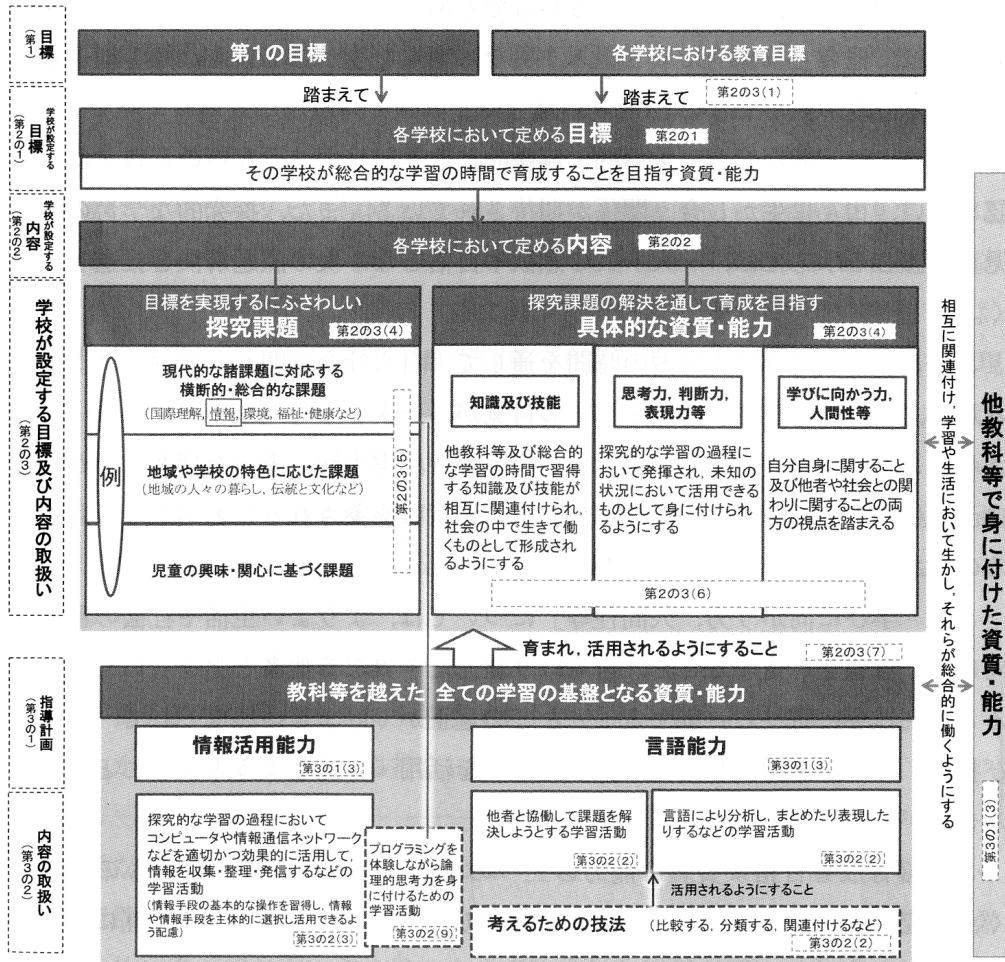 目標
（第1）
第1の目標
各学校における教育目標
踏まえて
踏まえて
第2の3(1)
学校が設定する
目標
（第2の1）
各学校において定める目標 第2の1
その学校が総合的な学習の時間で育成することを目指す資質・能力
学校が設定する
内容
（第2の2）
各学校において定める内容 第2の2
学校が設定する目標及び内容の取扱い
（第2の3）
目標を実現するにふさわしい
探究課題 第2の3(4)
例
現代的な諸課題に対応する
横断的・総合的な課題
（国際理解，情報，環境，福祉・健康など）
地域や学校の特色に応じた課題
（地域の人々の暮らし，伝統と文化など）
児童の興味・関心に基づく課題
第2の3(5)
探究課題の解決を通して育成を目指す
具体的な資質・能力 第2の3(4)
知識及び技能
他教科等及び総合的
な学習の時間で習得
する知識及び技能が
相互に関連付けられ，
社会の中で生きて働
くものとして形成され
るようにする
思考力，判断力，
表現力等
探究的な学習の過程に
おいて発揮され，未知の
状況において活用できる
ものとして身に付けられ
るようにする
学びに向かう力，
人間性等
自分自身に関すること
及び他者や社会との関
わりに関することの両
方の視点を踏まえる
第2の3(6)
育まれ，活用されるようにすること 第2の3(7)
指導計画
（第3の1）
教科等を越えた 全ての学習の基盤となる資質・能力
情報活用能力
第3の1(3)
言語能力
第3の1(3)
内容の取扱い
（第3の2）
探究的な学習の過程において
コンピュータや情報通信ネットワーク
などを適切かつ効果的に活用して，
情報を収集・整理・発信するなどの
学習活動
（情報手段の基本的な操作を習得し，情報
や情報手段を主体的に選択し活用できるよ
う配慮）
第3の2(3)
プログラミングを
体験しながら論
理的思考力を身
に付けるための
学習活動
第3の2(9)
他者と協働して課題を解
決しようとする学習活動
第3の2(2)
言語により分析し，まとめたり表現した
りするなどの学習活動
第3の2(2)
活用されるようにすること
考えるための技法 （比較する，分類する，関連付けるなど）
第3の2(2)
相互に関連付け，学習や生活において生かし，それらが総合的に働くようにする
他教科等で身に付けた資質・能力
第3の1(3)